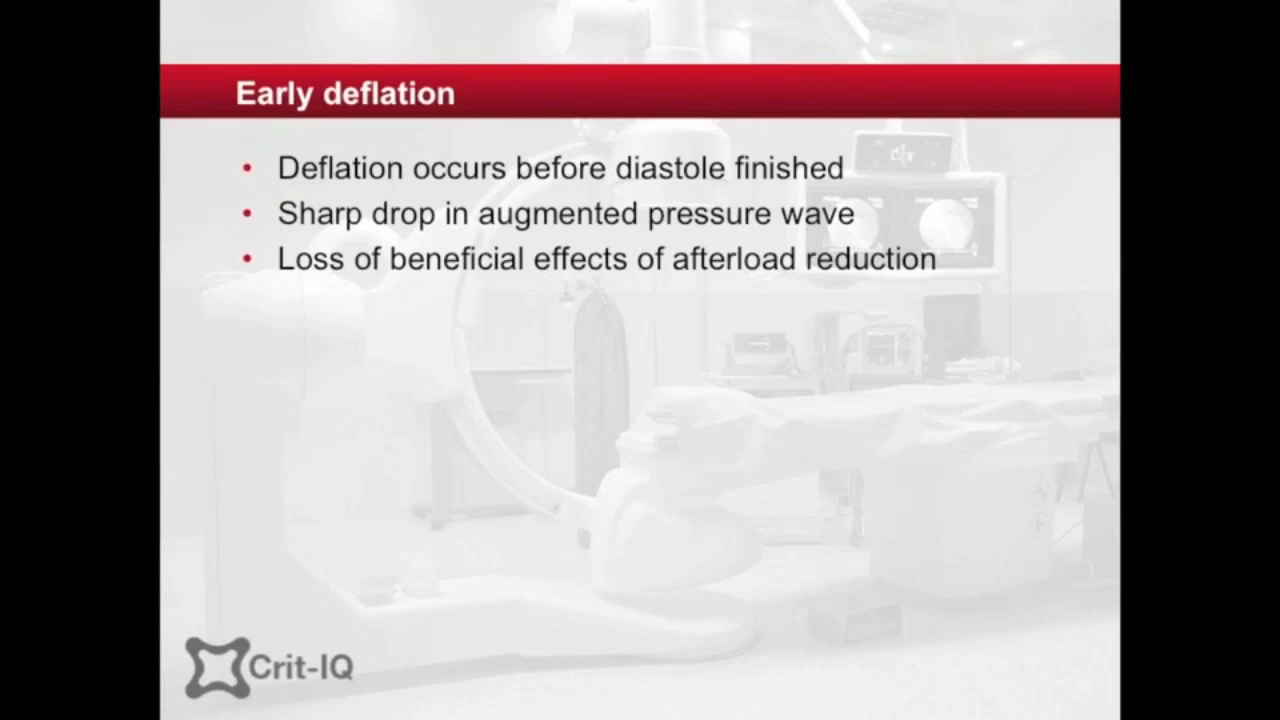 Early deflation
• Deflation occurs before diastole finished
• Sharp drop in augmented pressure wave
• Loss of beneficial effects of afterload reduction
Crit-IQ